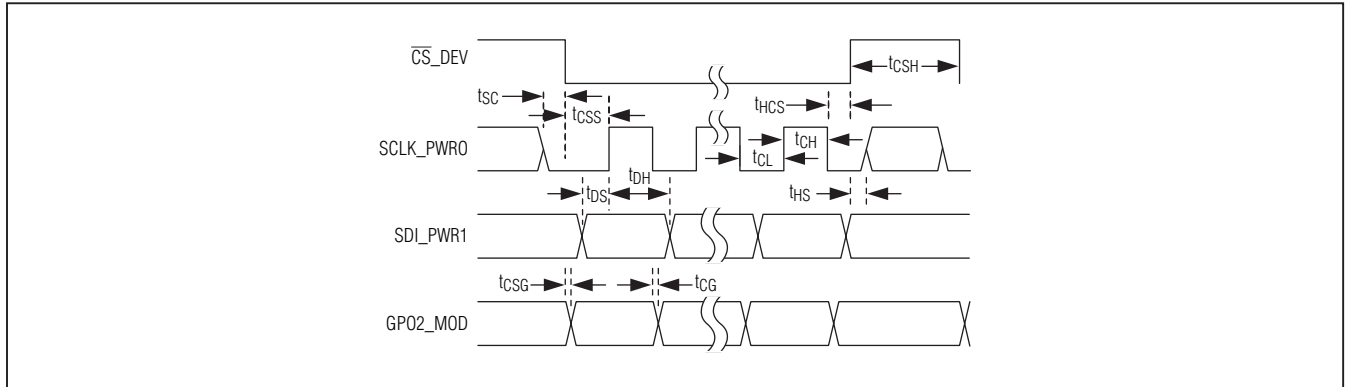 CS_DEV
tCSH
tSC
tHCS
tCSS
SCLK_PWR0
tCH
tCL
tDH
tDS
tHS
SDI_PWR1
tCSG
tCG
GPO2_MOD